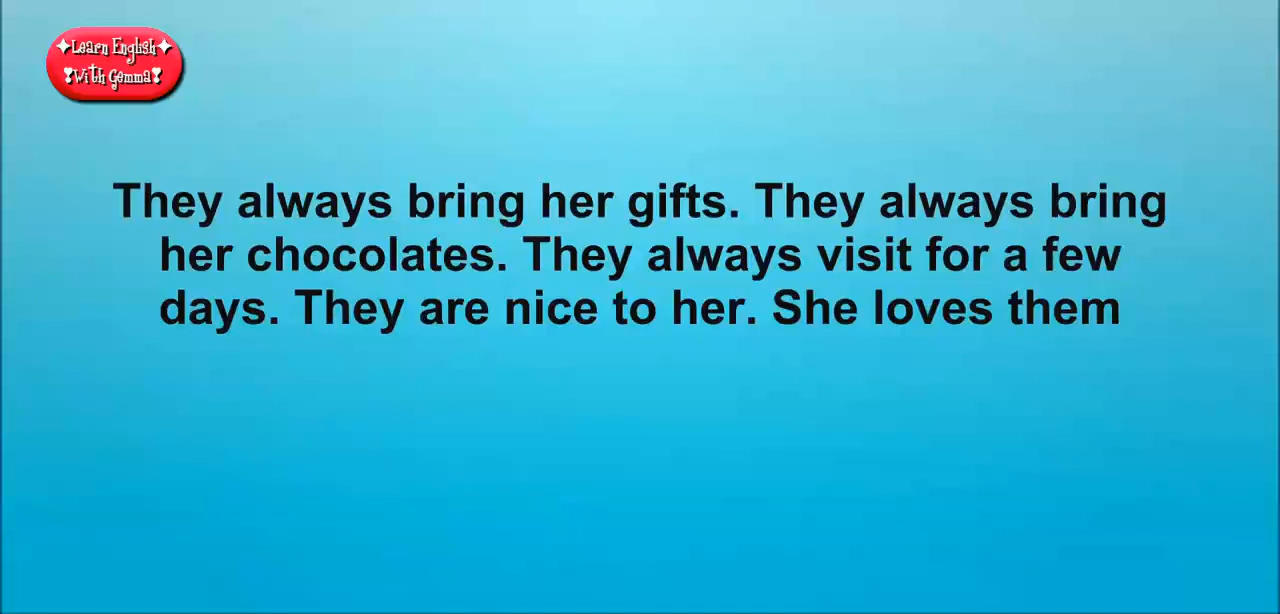 ✦Learn English✦
❣With Gemma❣
They always bring her gifts. They always bring
her chocolates. They always visit for a few
days. They are nice to her. She loves them